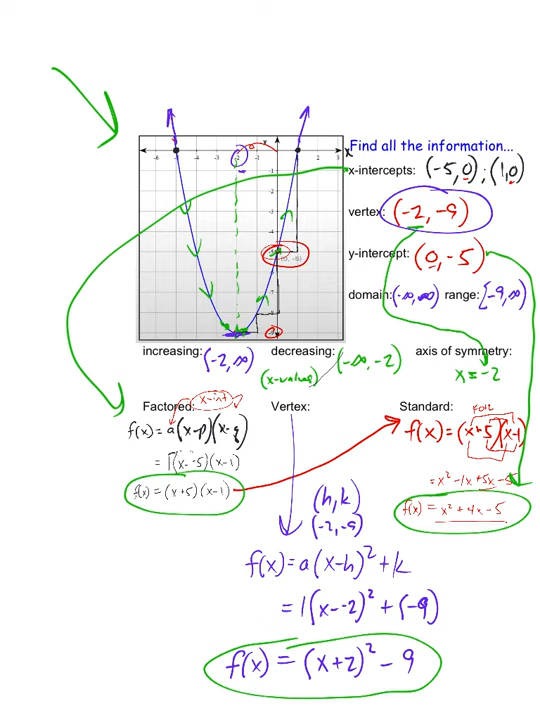 Find all the information...
x-intercepts: (-5,0); (1,0)
vertex: (-2,-9)
y-intercept: (0,-5)
domain: (-∞,∞) range: [-9,∞)
increasing: (-2,∞) decreasing: (-∞,-2) axis of symmetry:
(x-values) x=-2
Factored: x-int Vertex: Standard:
FOIL
f(x)=a(x-p)(x-q) f(x)=(x+5)(x-1)
=1(x--5)(x-1) =x²-1x+5x-5
f(x)=(x+5)(x-1) f(x)=x²+4x-5
(h,k)
(-2,-9)
f(x)=a(x-h)²+k
=1(x--2)²+(-9)
f(x)=(x+2)²-9